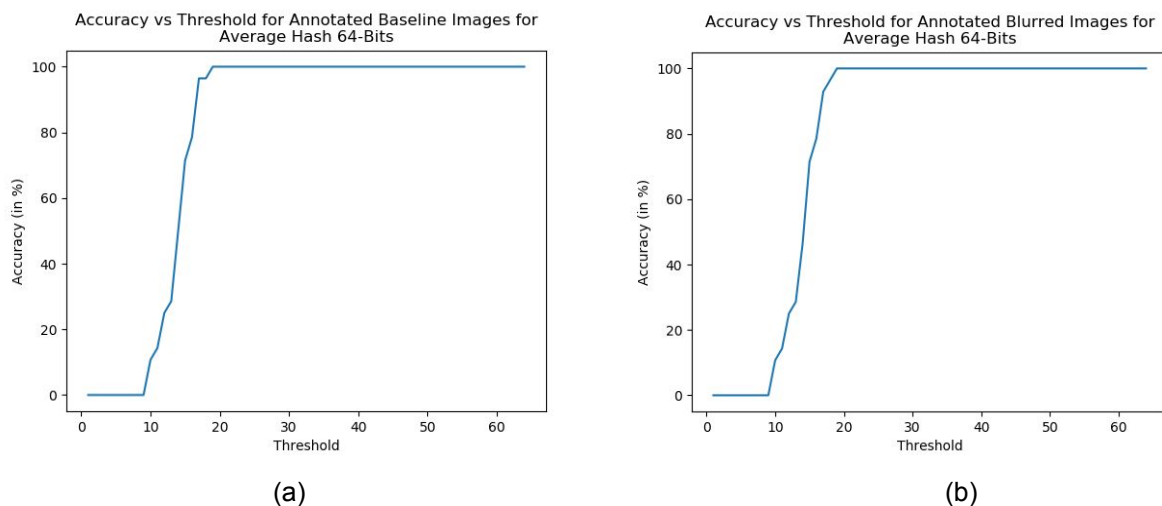 Accuracy vs Threshold for Annotated Baseline Images for
Average Hash 64-Bits
100
80
60
40
20
0
Accuracy (in %)
0 10 20 30 40 50 60
Threshold
(a)
Accuracy vs Threshold for Annotated Blurred Images for
Average Hash 64-Bits
100
80
60
40
20
0
Accuracy (in %)
0 10 20 30 40 50 60
Threshold
(b)